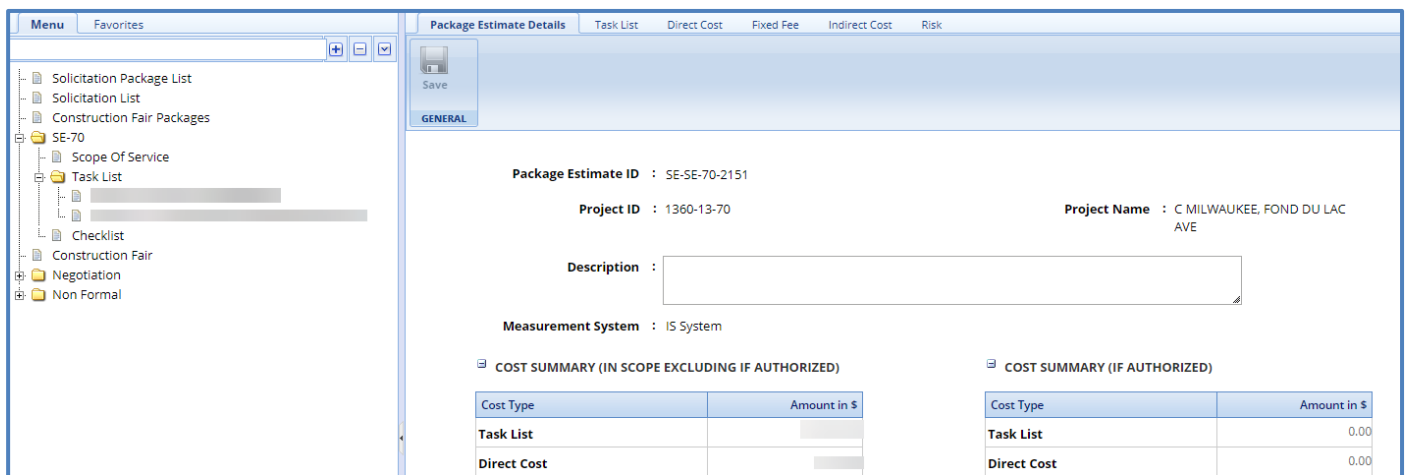 Menu Favorites
Solicitation Package List
Solicitation List
Construction Fair Packages
SE-70
Scope Of Service
Task List
Checklist
Construction Fair
Negotiation
Non Formal
Package Estimate Details Task List Direct Cost Fixed Fee Indirect Cost Risk
Save
GENERAL
Package Estimate ID : SE-SE-70-2151
Project ID : 1360-13-70 Project Name : C MILWAUKEE, FOND DU LAC
AVE
Description :
Measurement System : IS System
COST SUMMARY (IN SCOPE EXCLUDING IF AUTHORIZED) COST SUMMARY (IF AUTHORIZED)
Cost Type Amount in $ Cost Type Amount in $
Task List Task List 0.00
Direct Cost Direct Cost 0.00